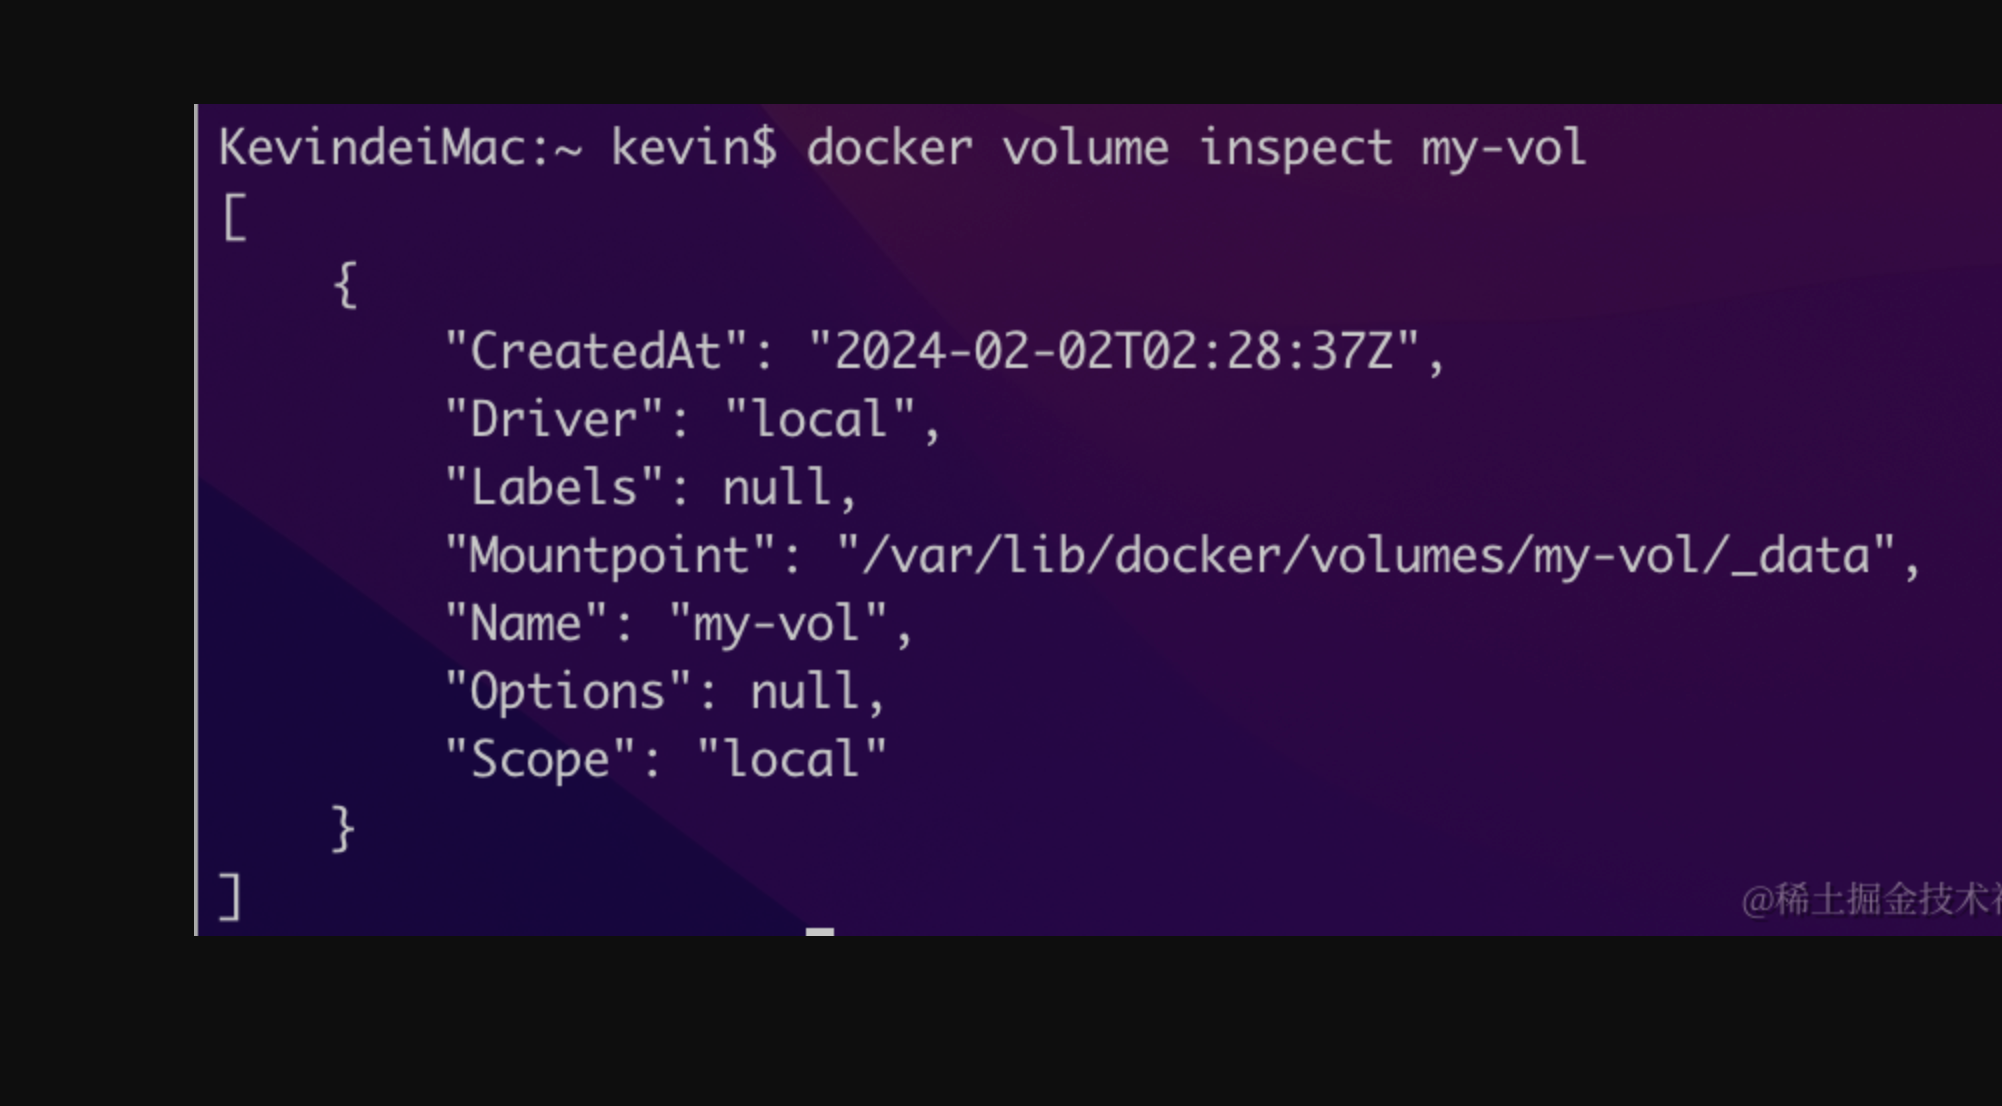 KevindeiMac:~ kevin$ docker volume inspect my-vol
[
    {
        "CreatedAt": "2024-02-02T02:28:37Z",
        "Driver": "local",
        "Labels": null,
        "Mountpoint": "/var/lib/docker/volumes/my-vol/_data",
        "Name": "my-vol",
        "Options": null,
        "Scope": "local"
    }
]
@稀土掘金技术